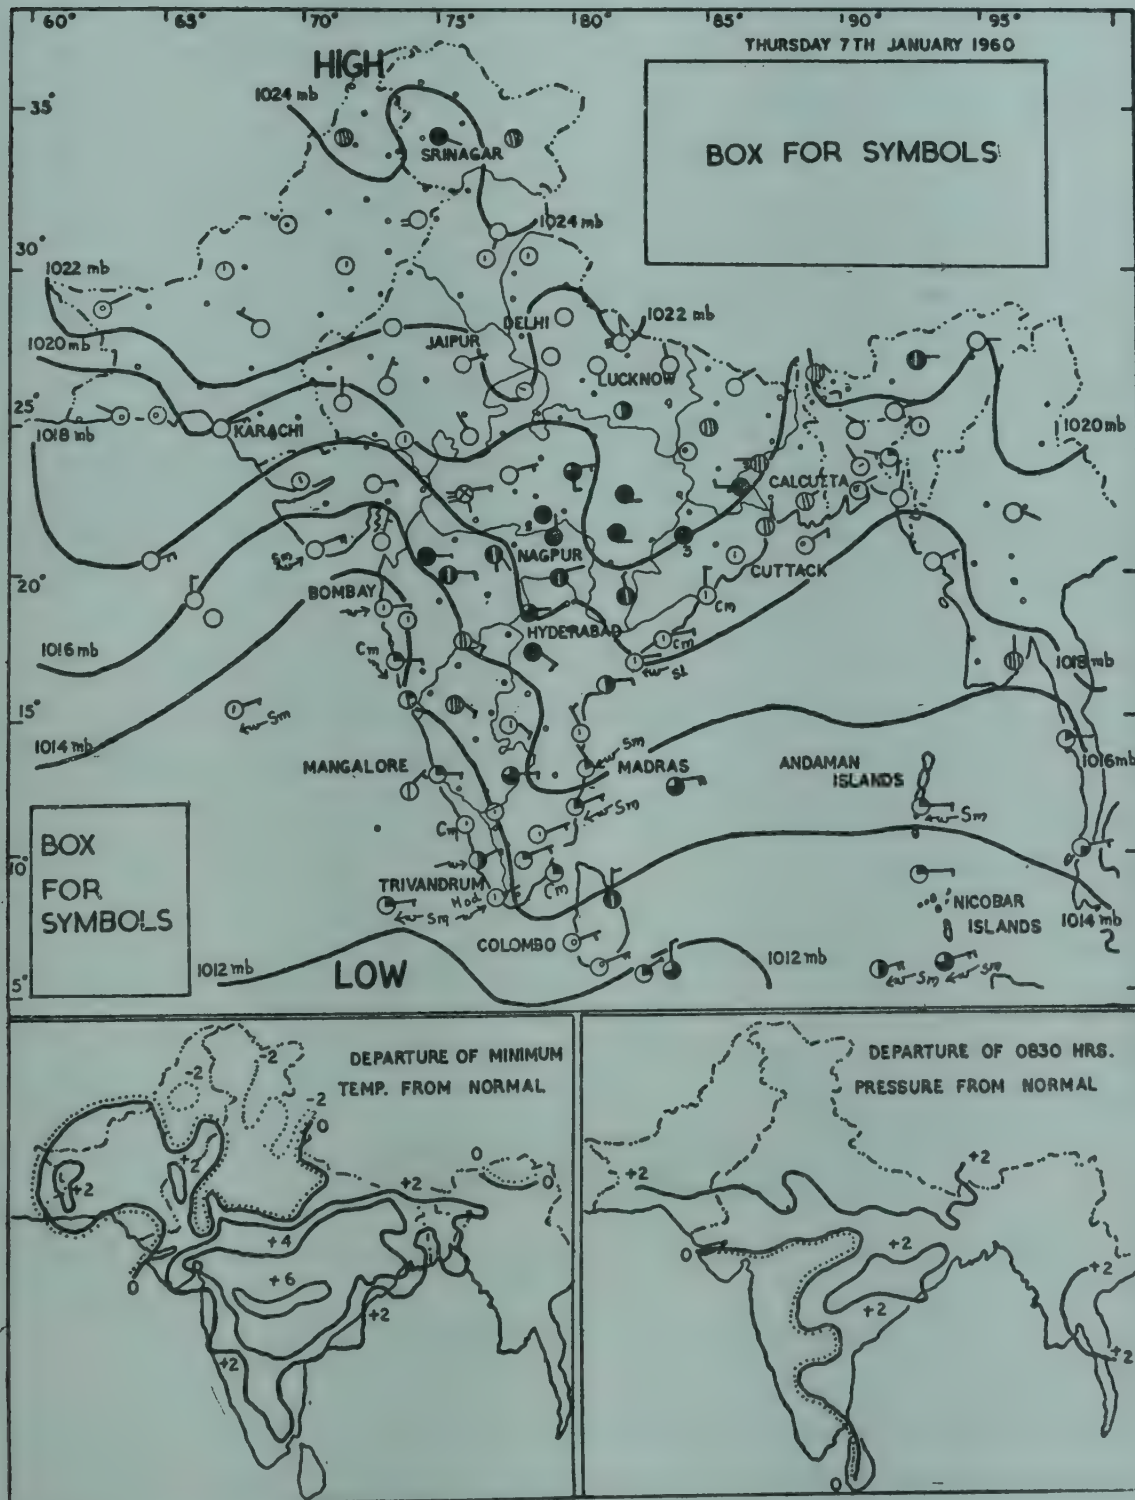 60° 65° 70° 75° 80° 85° 90° 95°
THURSDAY 7TH JANUARY 1960
HIGH
1024 mb
35°
SRINAGAR
BOX FOR SYMBOLS
1024 mb
30°
1022 mb
1022 mb
DELHI
JAIPUR
1020 mb
LUCKNOW
25°
KARACHI
1018 mb
1020 mb
CALCUTTA
NAGPUR
Sm
CUTTACK
20°
BOMBAY
Cm
HYDERABAD
Cm
Cm
1016 mb
Sl
1018 mb
15°
Sm
1014 mb
Sm
MANGALORE
MADRAS
ANDAMAN
ISLANDS
1016 mb
Sm
Sm
Cm
BOX
FOR
SYMBOLS
10°
TRIVANDRUM
Cm
Mod
Sm
NICOBAR
ISLANDS
1014 mb
COLOMBO
1012 mb
LOW
1012 mb
Sm
Sm
5°
DEPARTURE OF MINIMUM
TEMP. FROM NORMAL
-2
-2
-2
0
+2
+2
+2
0
0
+4
+6
0
+2
+2
DEPARTURE OF 0830 HRS.
PRESSURE FROM NORMAL
+2
+2
0
+2
+2
+2
+2
0